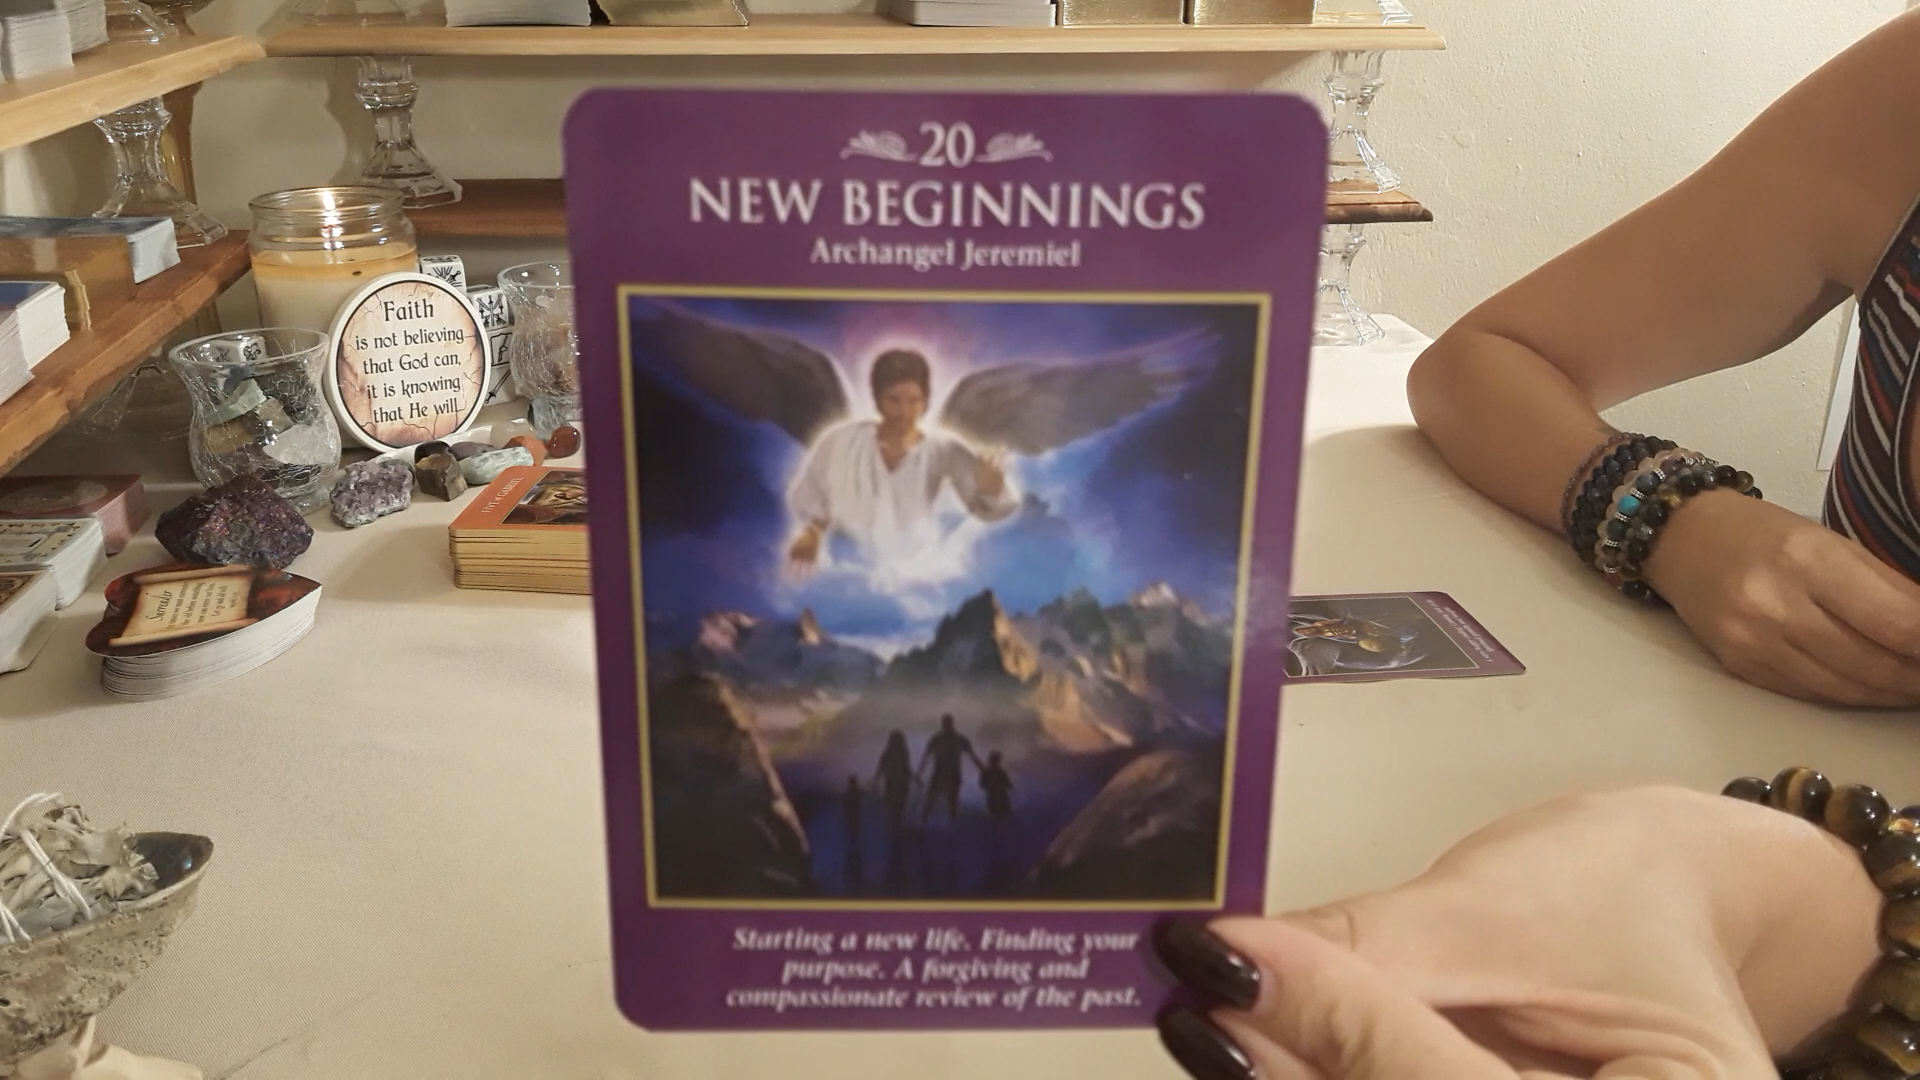 20
NEW BEGINNINGS
Archangel Jeremiel
Starting a new life. Finding your
purpose. A forgiving and
compassionate review of the past.
Faith
is not believing
that God can,
it is knowing
that He will
Surrender